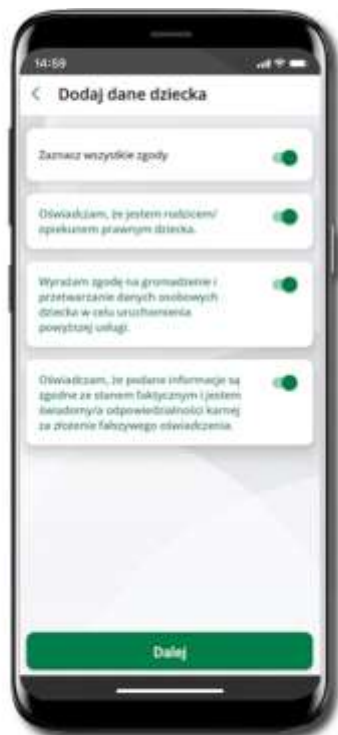 14:59
Dodaj dane dziecka
Zaznacz wszystkie zgody
Oświadczam, że jestem rodzicem/
opiekunem prawnym dziecka.
Wyrażam zgodę na gromadzenie i
przetwarzanie danych osobowych
dziecka w celu uruchomienia
powyższej usługi.
Oświadczam, że podane informacje są
zgodne ze stanem faktycznym i jestem
świadomy/a odpowiedzialności karnej
za złożenie fałszywego oświadczenia.
Dalej